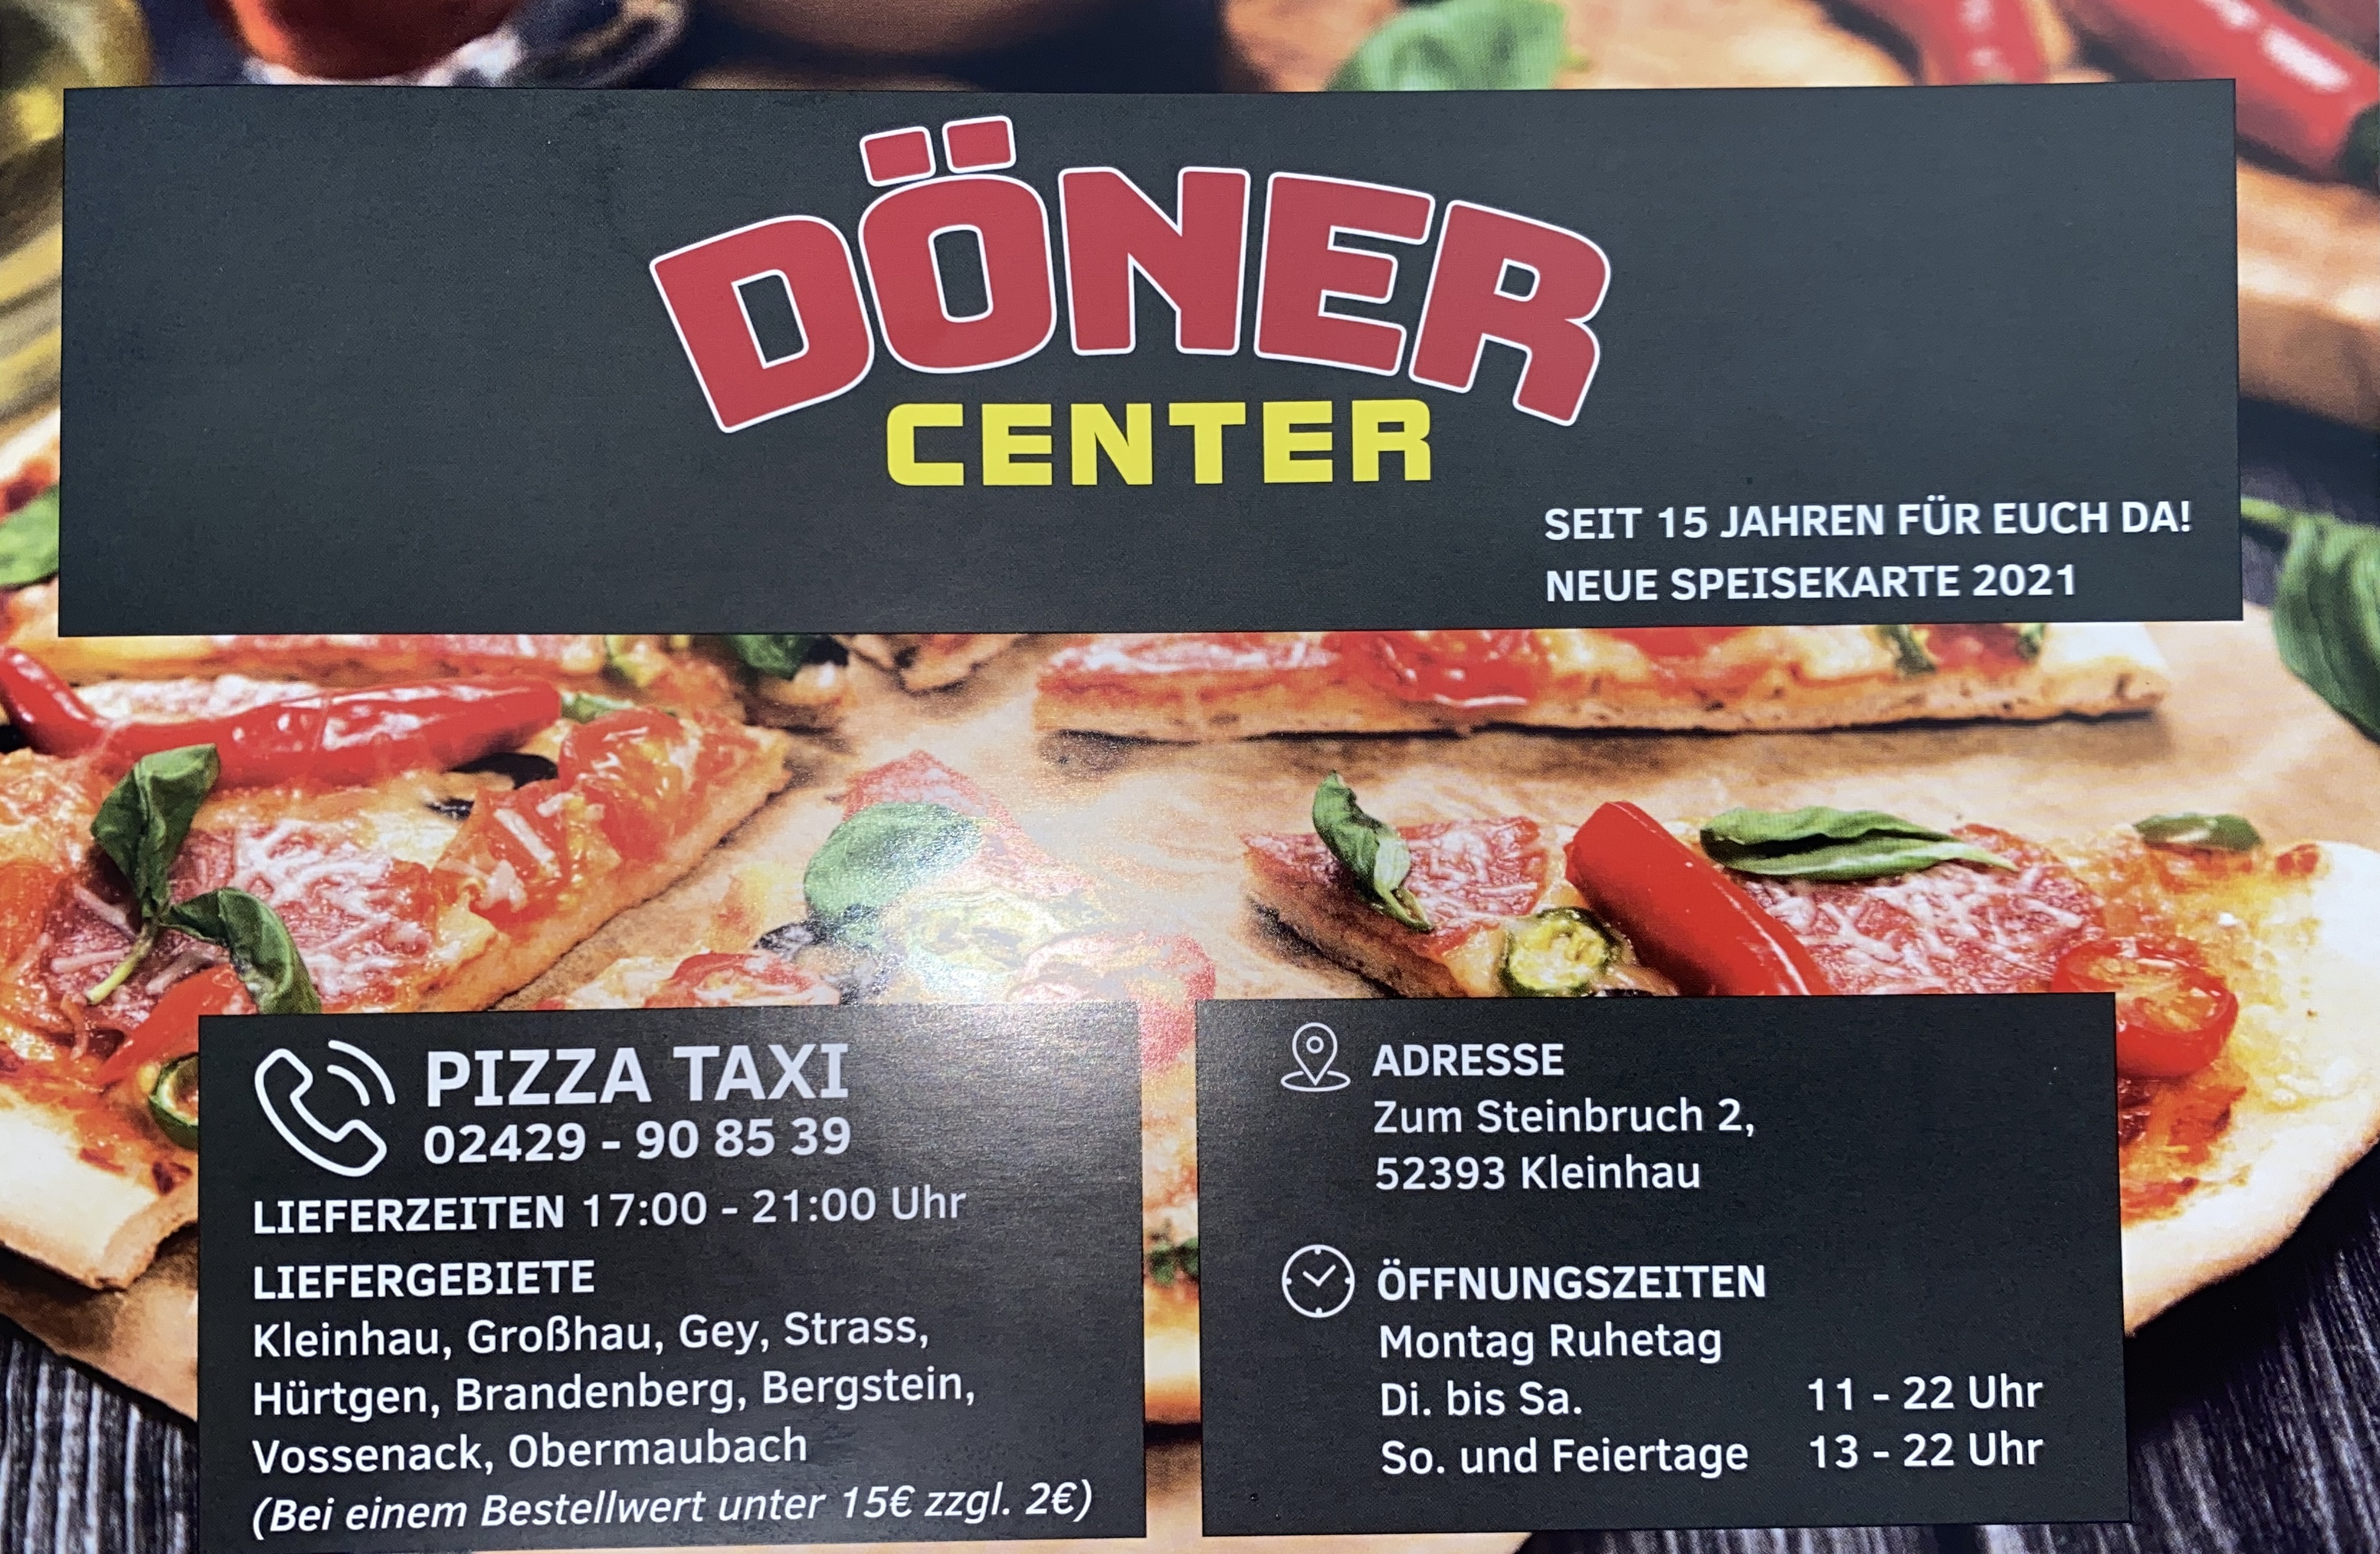 DÖNER
CENTER
SEIT 15 JAHREN FÜR EUCH DA!
NEUE SPEISEKARTE 2021
PIZZA TAXI
02429 - 90 85 39
LIEFERZEITEN 17:00 - 21:00 Uhr
LIEFERGEBIETE
Kleinhau, Großhau, Gey, Strass,
Hürtgen, Brandenberg, Bergstein,
Vossenack, Obermaubach
(Bei einem Bestellwert unter 15€ zzgl. 2€)
ADRESSE
Zum Steinbruch 2,
52393 Kleinhau
ÖFFNUNGSZEITEN
Montag Ruhetag
Di. bis Sa. 11 - 22 Uhr
So. und Feiertage 13 - 22 Uhr